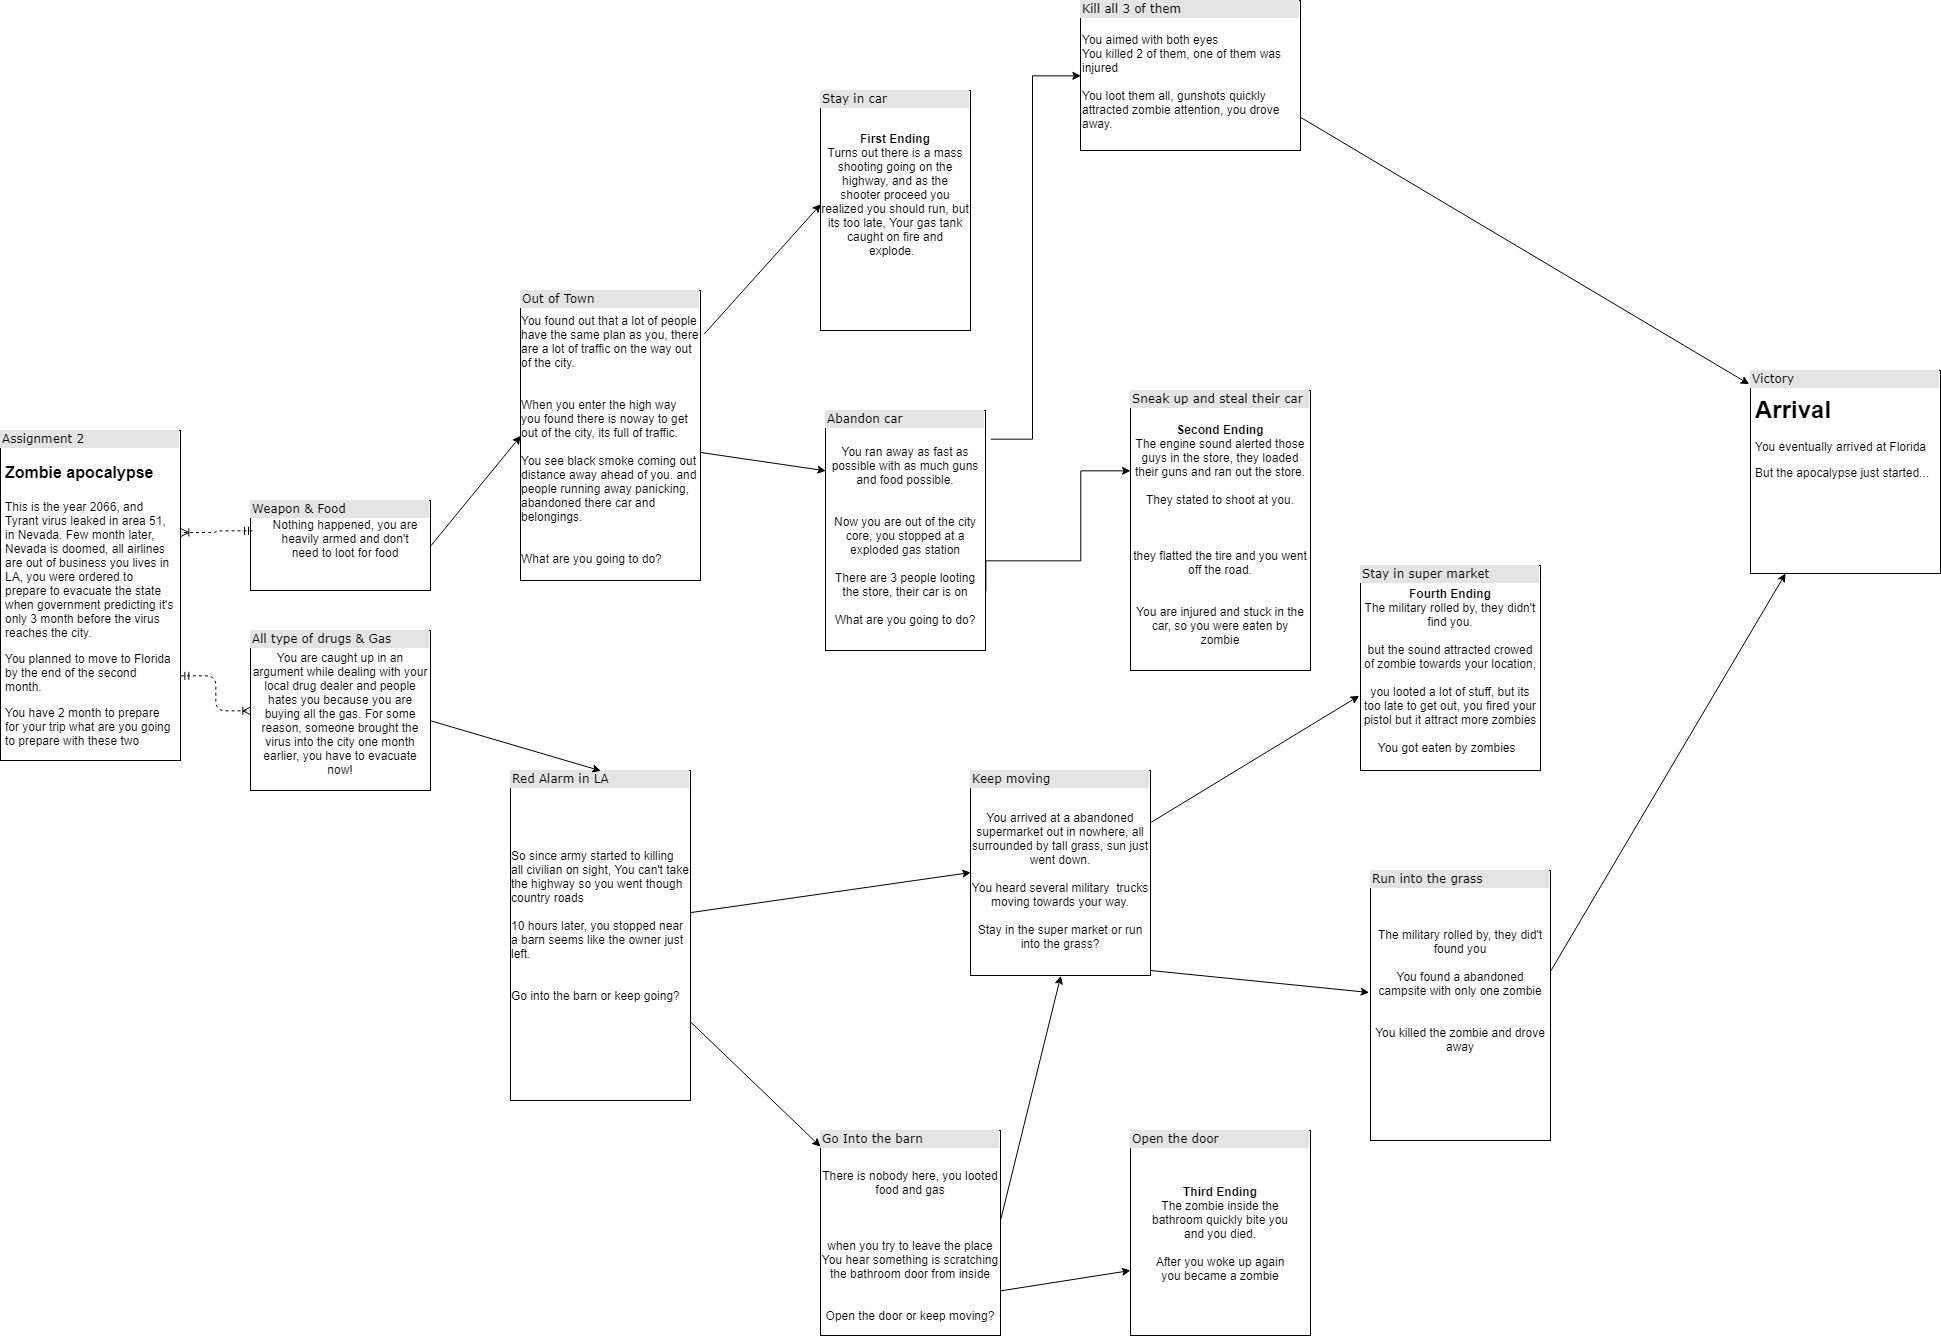 Assignment 2
Zombie apocalypse
This is the year 2066, and
Tyrant virus leaked in area 51,
in Nevada. Few month later,
Nevada is doomed, all airlines
are out of business you lives in
LA, you were ordered to
prepare to evacuate the state
when government predicting it's
only 3 month before the virus
reaches the city.
You planned to move to Florida
by the end of the second
month.
You have 2 month to prepare
for your trip what are you going
to prepare with these two
Weapon & Food
Nothing happened, you are
heavily armed and don't
need to loot for food
All type of drugs & Gas
You are caught up in an
argument while dealing with your
local drug dealer and people
hates you because you are
buying all the gas. For some
reason, someone brought the
virus into the city one month
earlier, you have to evacuate
now!
Out of Town
You found out that a lot of people
have the same plan as you, there
are a lot of traffic on the way out
of the city.
When you enter the high way
you found there is noway to get
out of the city, its full of traffic.
You see black smoke coming out
distance away ahead of you. and
people running away panicking,
abandoned there car and
belongings.
What are you going to do?
Stay in car
First Ending
Turns out there is a mass
shooting going on the
highway, and as the
shooter proceed you
realized you should run, but
its too late, Your gas tank
caught on fire and
explode.
Abandon car
You ran away as fast as
possible with as much guns
and food possible.
Now you are out of the city
core, you stopped at a
exploded gas station
There are 3 people looting
the store, their car is on
What are you going to do?
Kill all 3 of them
You aimed with both eyes
You killed 2 of them, one of them was
injured
You loot them all, gunshots quickly
attracted zombie attention, you drove
away.
Sneak up and steal their car
Second Ending
The engine sound alerted those
guys in the store, they loaded
their guns and ran out the store.
They stated to shoot at you.
they flatted the tire and you went
off the road.
You are injured and stuck in the
car, so you were eaten by
zombie
Victory
Arrival
You eventually arrived at Florida
But the apocalypse just started...
Red Alarm in LA
So since army started to killing
all civilian on sight, You can't take
the highway so you went though
country roads
10 hours later, you stopped near
a barn seems like the owner just
left.
Go into the barn or keep going?
Keep moving
You arrived at a abandoned
supermarket out in nowhere, all
surrounded by tall grass, sun just
went down.
You heard several military trucks
moving towards your way.
Stay in the super market or run
into the grass?
Stay in super market
Fourth Ending
The military rolled by, they didn't
find you.
but the sound attracted crowed
of zombie towards your location,
you looted a lot of stuff, but its
too late to get out, you fired your
pistol but it attract more zombies
You got eaten by zombies
Run into the grass
The military rolled by, they did't
found you
You found a abandoned
campsite with only one zombie
You killed the zombie and drove
away
Go Into the barn
There is nobody here, you looted
food and gas
when you try to leave the place
You hear something is scratching
the bathroom door from inside
Open the door or keep moving?
Open the door
Third Ending
The zombie inside the
bathroom quickly bite you
and you died.
After you woke up again
you became a zombie